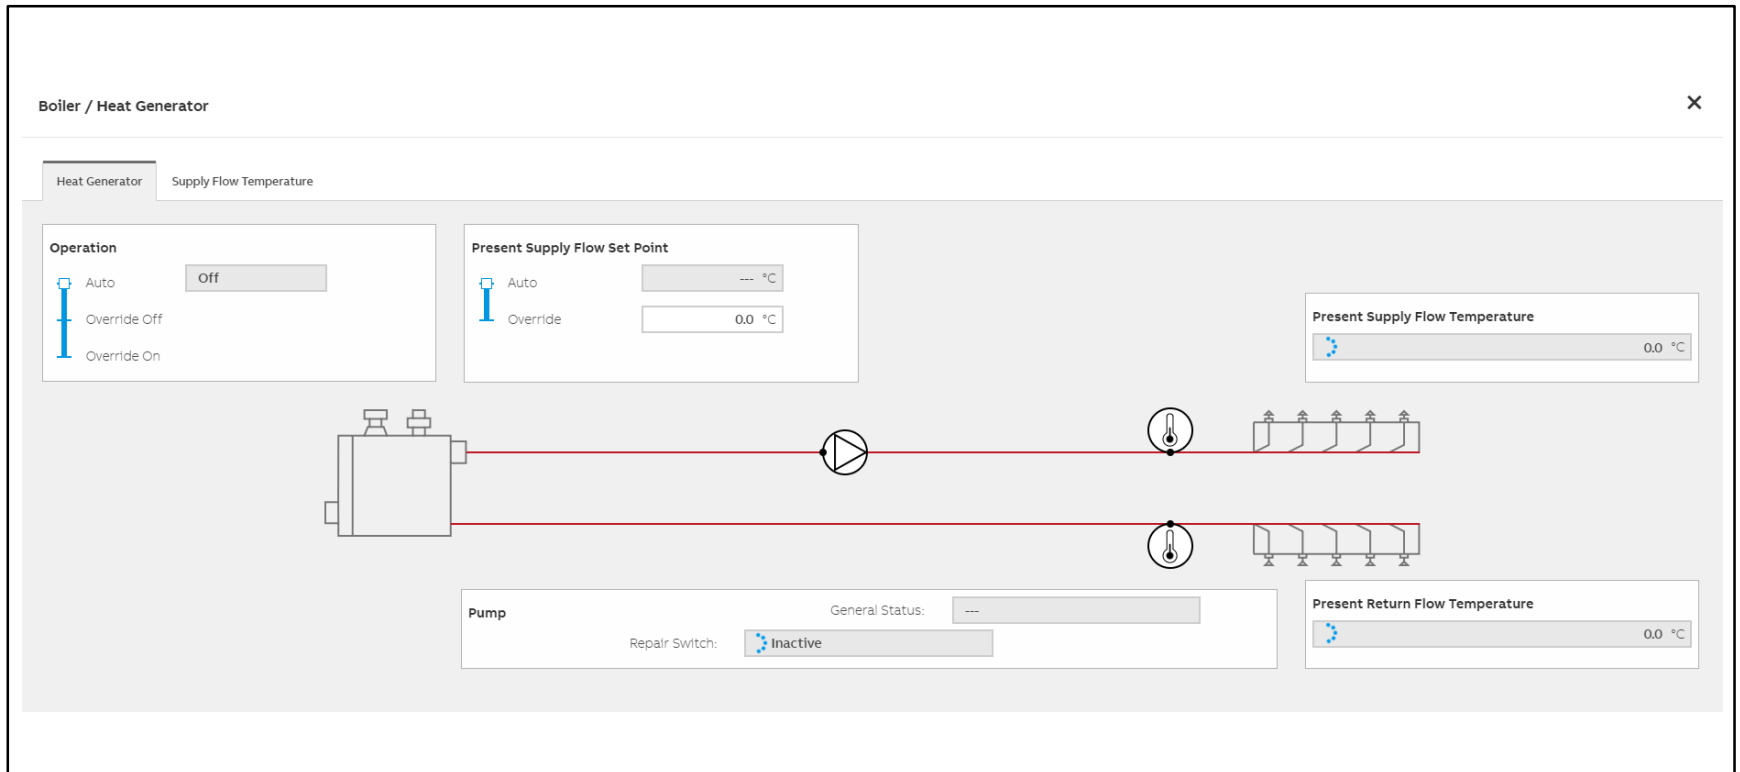 Boiler / Heat Generator
Heat Generator
Supply Flow Temperature
Operation
Auto
Off
Override Off
Override On
Present Supply Flow Set Point
Auto
--- °C
Override
0.0 °C
Present Supply Flow Temperature
0.0 °C
Pump
General Status:
---
Repair Switch:
Inactive
Present Return Flow Temperature
0.0 °C